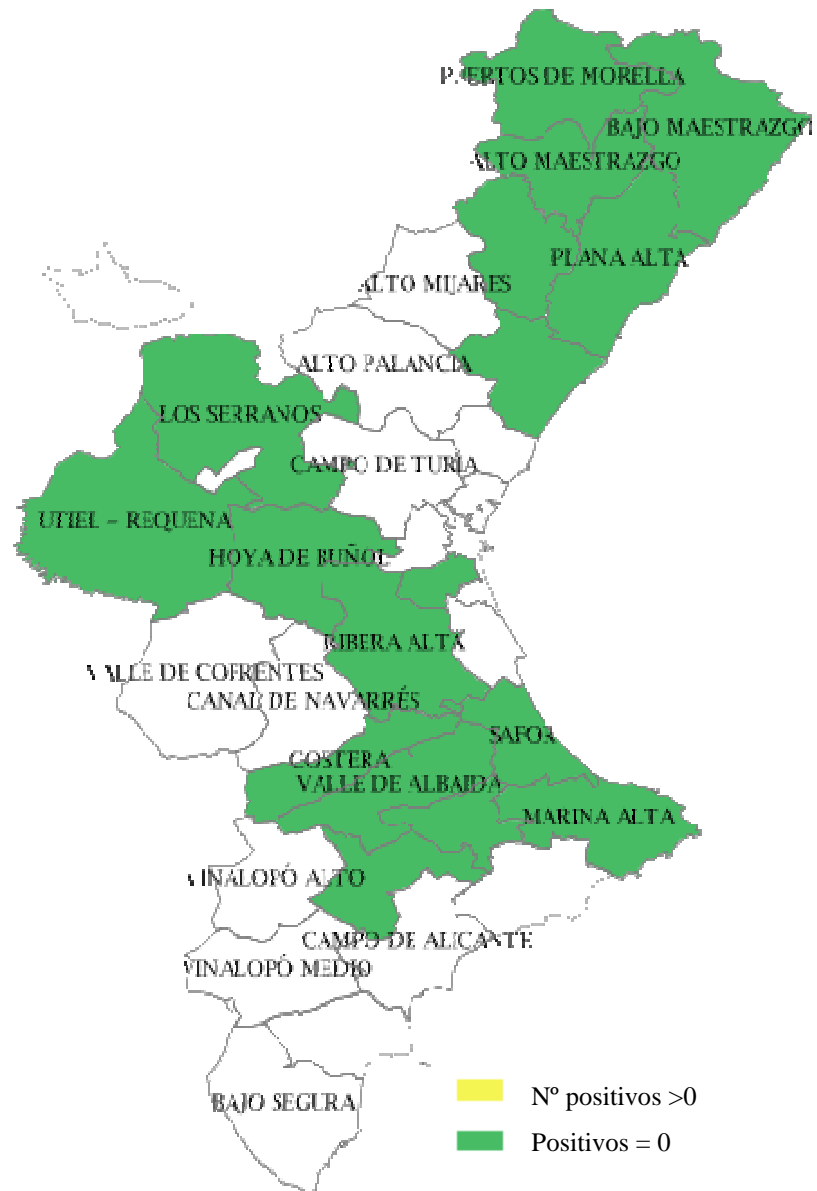 PUERTOS DE MORELLA
BAJO MAESTRAZGO
ALTO MAESTRAZGO
PLANA ALTA
ALTO MIJARES
ALTO PALANCIA
LOS SERRANOS
CAMPO DE TURIA
UTIEL - REQUENA
HOYA DE BUÑOL
RIBERA ALTA
VALLE DE COFRENTES
CANAL DE NAVARRÉS
SAFOR
COSTERA
VALLE DE ALBAIDA
MARINA ALTA
VINALOPÓ ALTO
CAMPO DE ALICANTE
VINALOPÓ MEDIO
Nº positivos >0
BAJO SEGURA
Positivos = 0